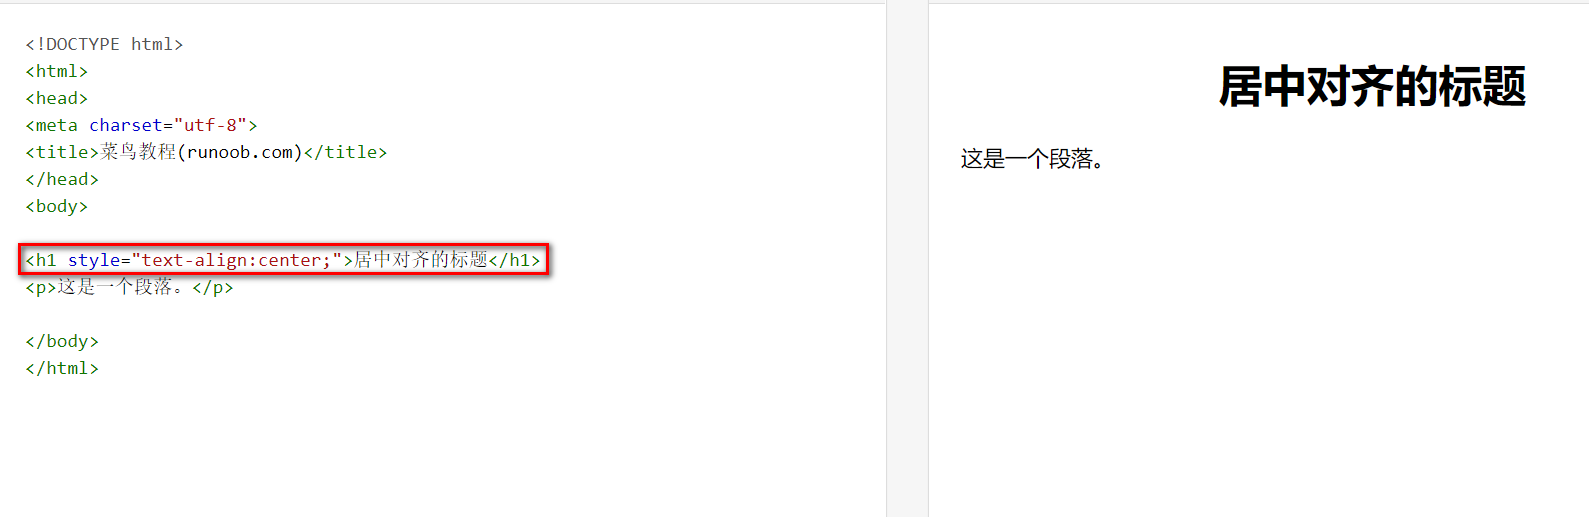 <!DOCTYPE html>
<html>
<head>
<meta charset="utf-8">
<title>菜鸟教程(runoob.com)</title>
</head>
<body>
<h1 style="text-align:center;">居中对齐的标题</h1>
<p>这是一个段落。</p>
</body>
</html>
居中对齐的标题
这是一个段落。